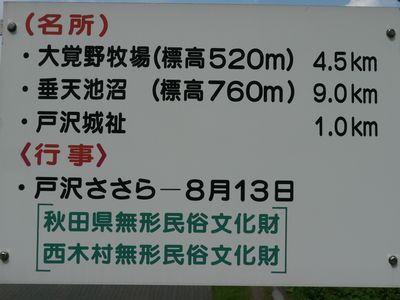 (名所)
・大覚野牧場(標高520m) 4.5km
・垂天池沼 (標高760m) 9.0km
・戸沢城祉 1.0km
〈行事〉
・戸沢ささら—8月13日
秋田県無形民俗文化財
西木村無形民俗文化財